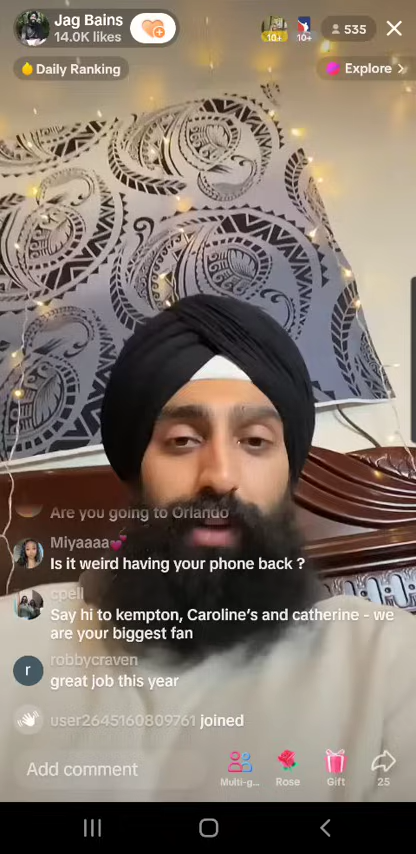 Jag Bains
14.0K likes
10+
10+
535
Daily Ranking
Explore
Are you going to Orlando
Miyaaaa
Is it weird having your phone back ?
cpell
Say hi to kempton, Caroline's and catherine - we
are your biggest fan
robbycraven
r
great job this year
user2645160809761 joined
Add comment
Multi-g...
Rose
Gift
25